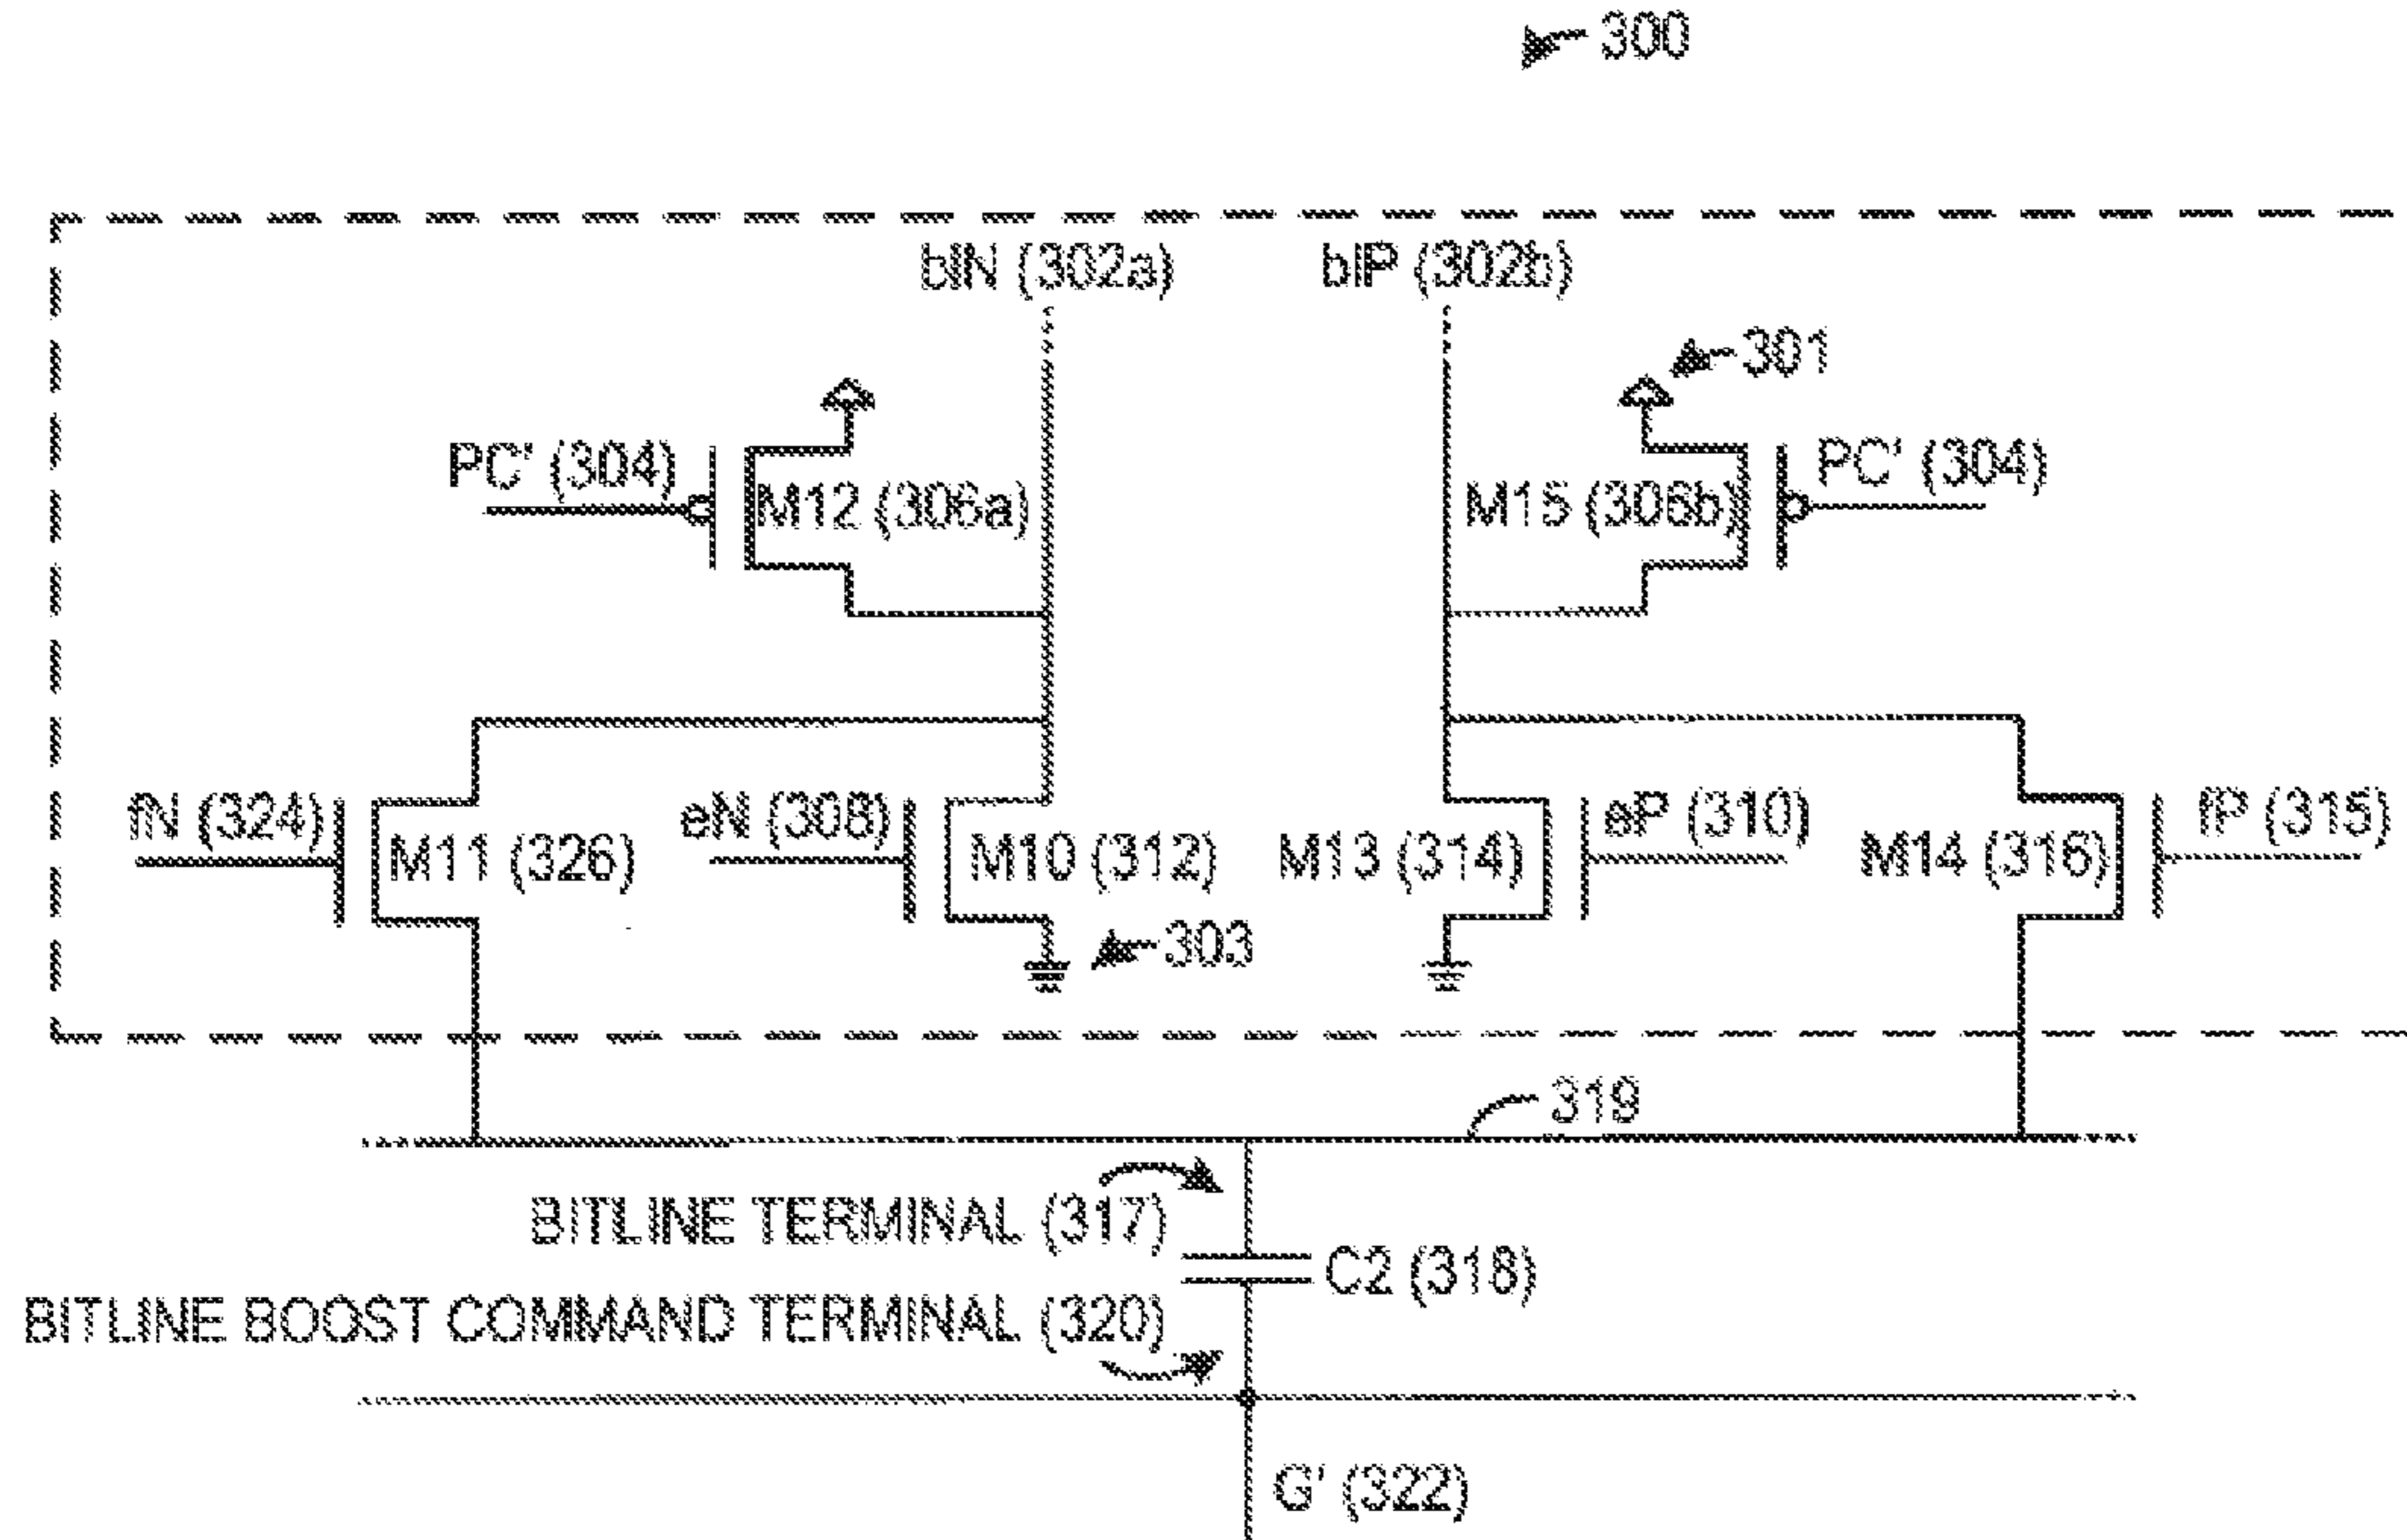 300
blN (302a) blP (302b)
301
PC' (304) PC' (304)
M12 (306a) M15 (306b)
fN (324) eN (308) eP (310) fP (315)
M11 (326) M10 (312) M13 (314) M14 (316)
303
319
BITLINE TERMINAL (317)
C2 (318)
BITLINE BOOST COMMAND TERMINAL (320)
G' (322)